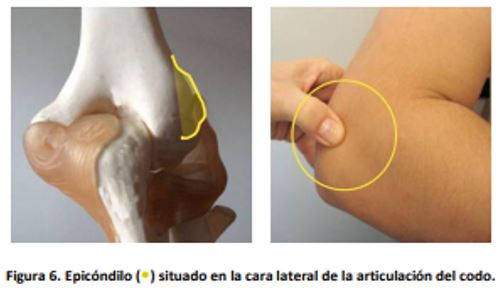 Figura 6. Epicóndilo (•) situado en la cara lateral de la articulación del codo.